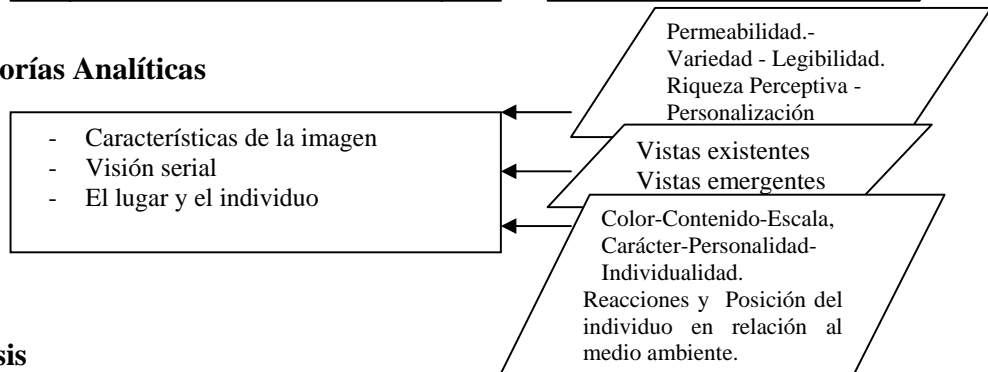 Permeabilidad.-
Variedad - Legibilidad.
Riqueza Perceptiva -
Personalización
orías Analíticas
- Características de la imagen
- Visión serial
- El lugar y el individuo
Vistas existentes
Vistas emergentes
Color-Contenido-Escala,
Carácter-Personalidad-
Individualidad.
Reacciones y Posición del
individuo en relación al
medio ambiente.
sis